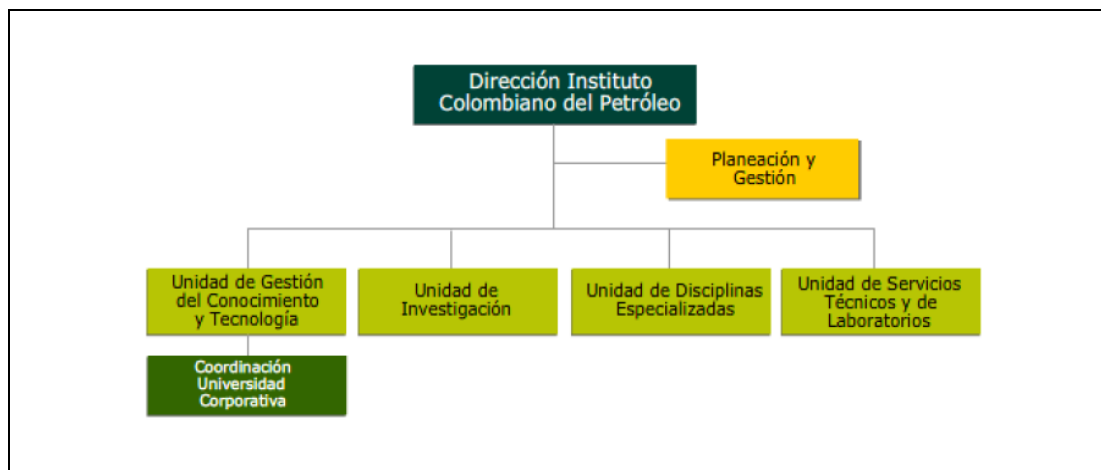 Dirección Instituto
Colombiano del Petróleo
Planeación y
Gestión
Unidad de Gestión
del Conocimiento
y Tecnología
Unidad de
Investigación
Unidad de Disciplinas
Especializadas
Unidad de Servicios
Técnicos y de
Laboratorios
Coordinación
Universidad
Corporativa